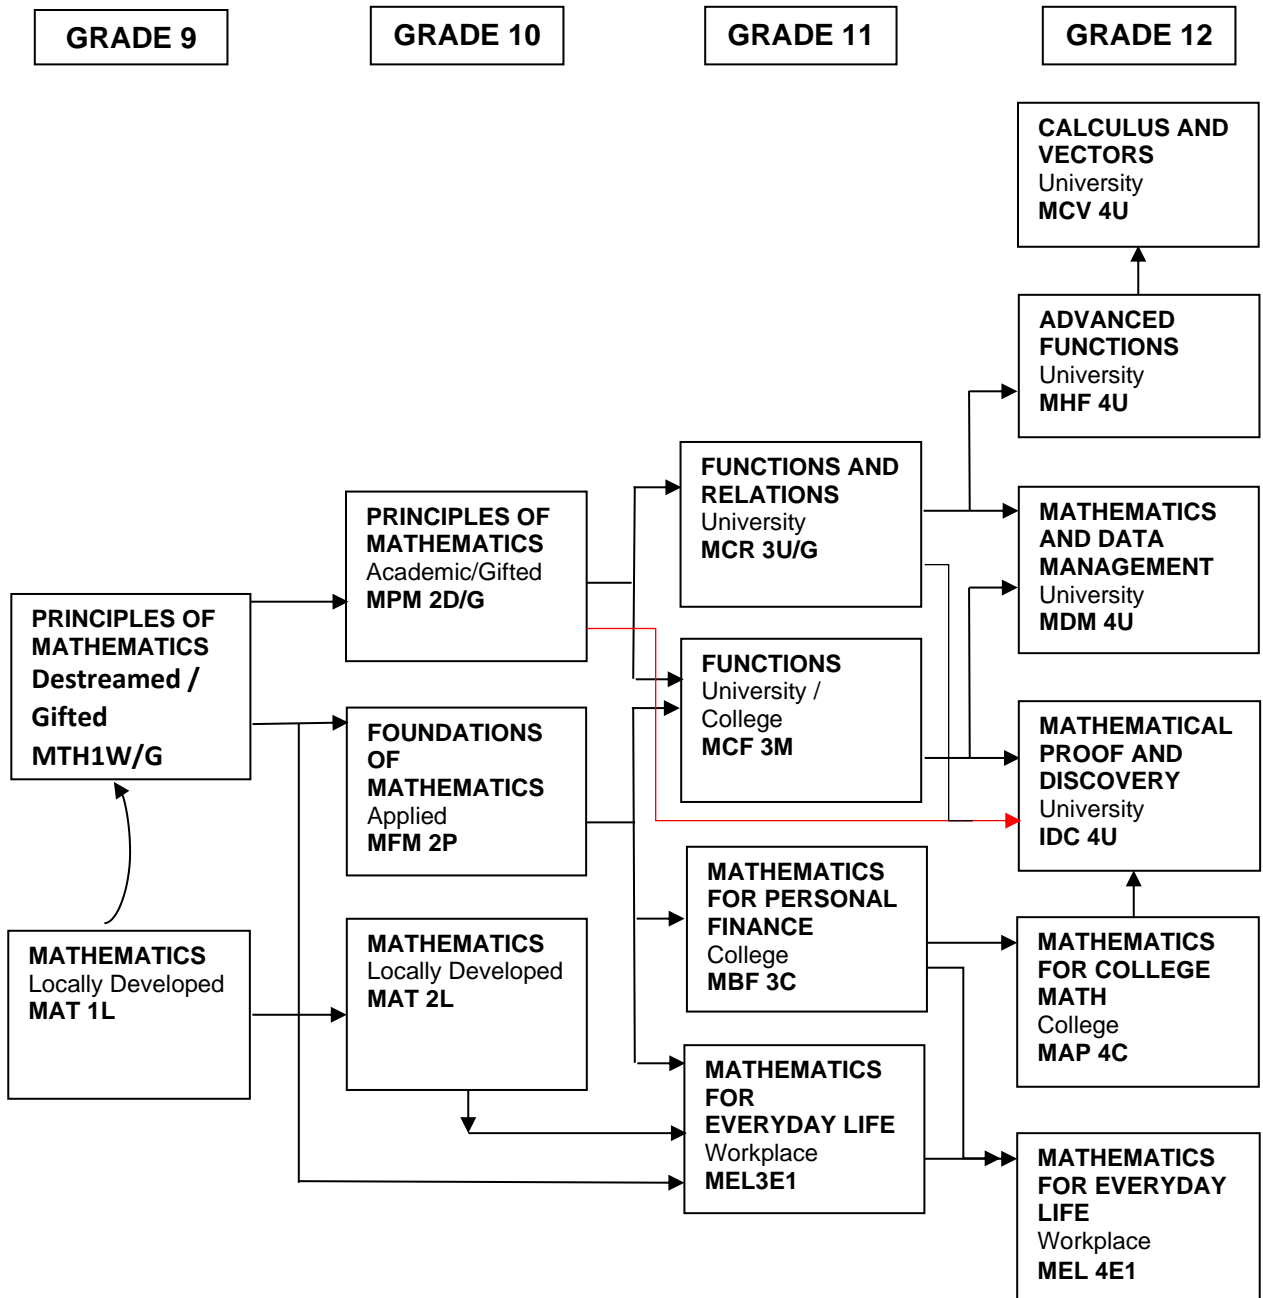 GRADE 9
GRADE 10
GRADE 11
GRADE 12
PRINCIPLES OF
MATHEMATICS
Destreamed /
Gifted
MTH1W/G
MATHEMATICS
Locally Developed
MAT 1L
PRINCIPLES OF
MATHEMATICS
Academic/Gifted
MPM 2D/G
FOUNDATIONS
OF
MATHEMATICS
Applied
MFM 2P
MATHEMATICS
Locally Developed
MAT 2L
FUNCTIONS AND
RELATIONS
University
MCR 3U/G
FUNCTIONS
University /
College
MCF 3M
MATHEMATICS
FOR PERSONAL
FINANCE
College
MBF 3C
MATHEMATICS
FOR
EVERYDAY LIFE
Workplace
MEL3E1
CALCULUS AND
VECTORS
University
MCV 4U
ADVANCED
FUNCTIONS
University
MHF 4U
MATHEMATICS
AND DATA
MANAGEMENT
University
MDM 4U
MATHEMATICAL
PROOF AND
DISCOVERY
University
IDC 4U
MATHEMATICS
FOR COLLEGE
MATH
College
MAP 4C
MATHEMATICS
FOR EVERYDAY
LIFE
Workplace
MEL 4E1